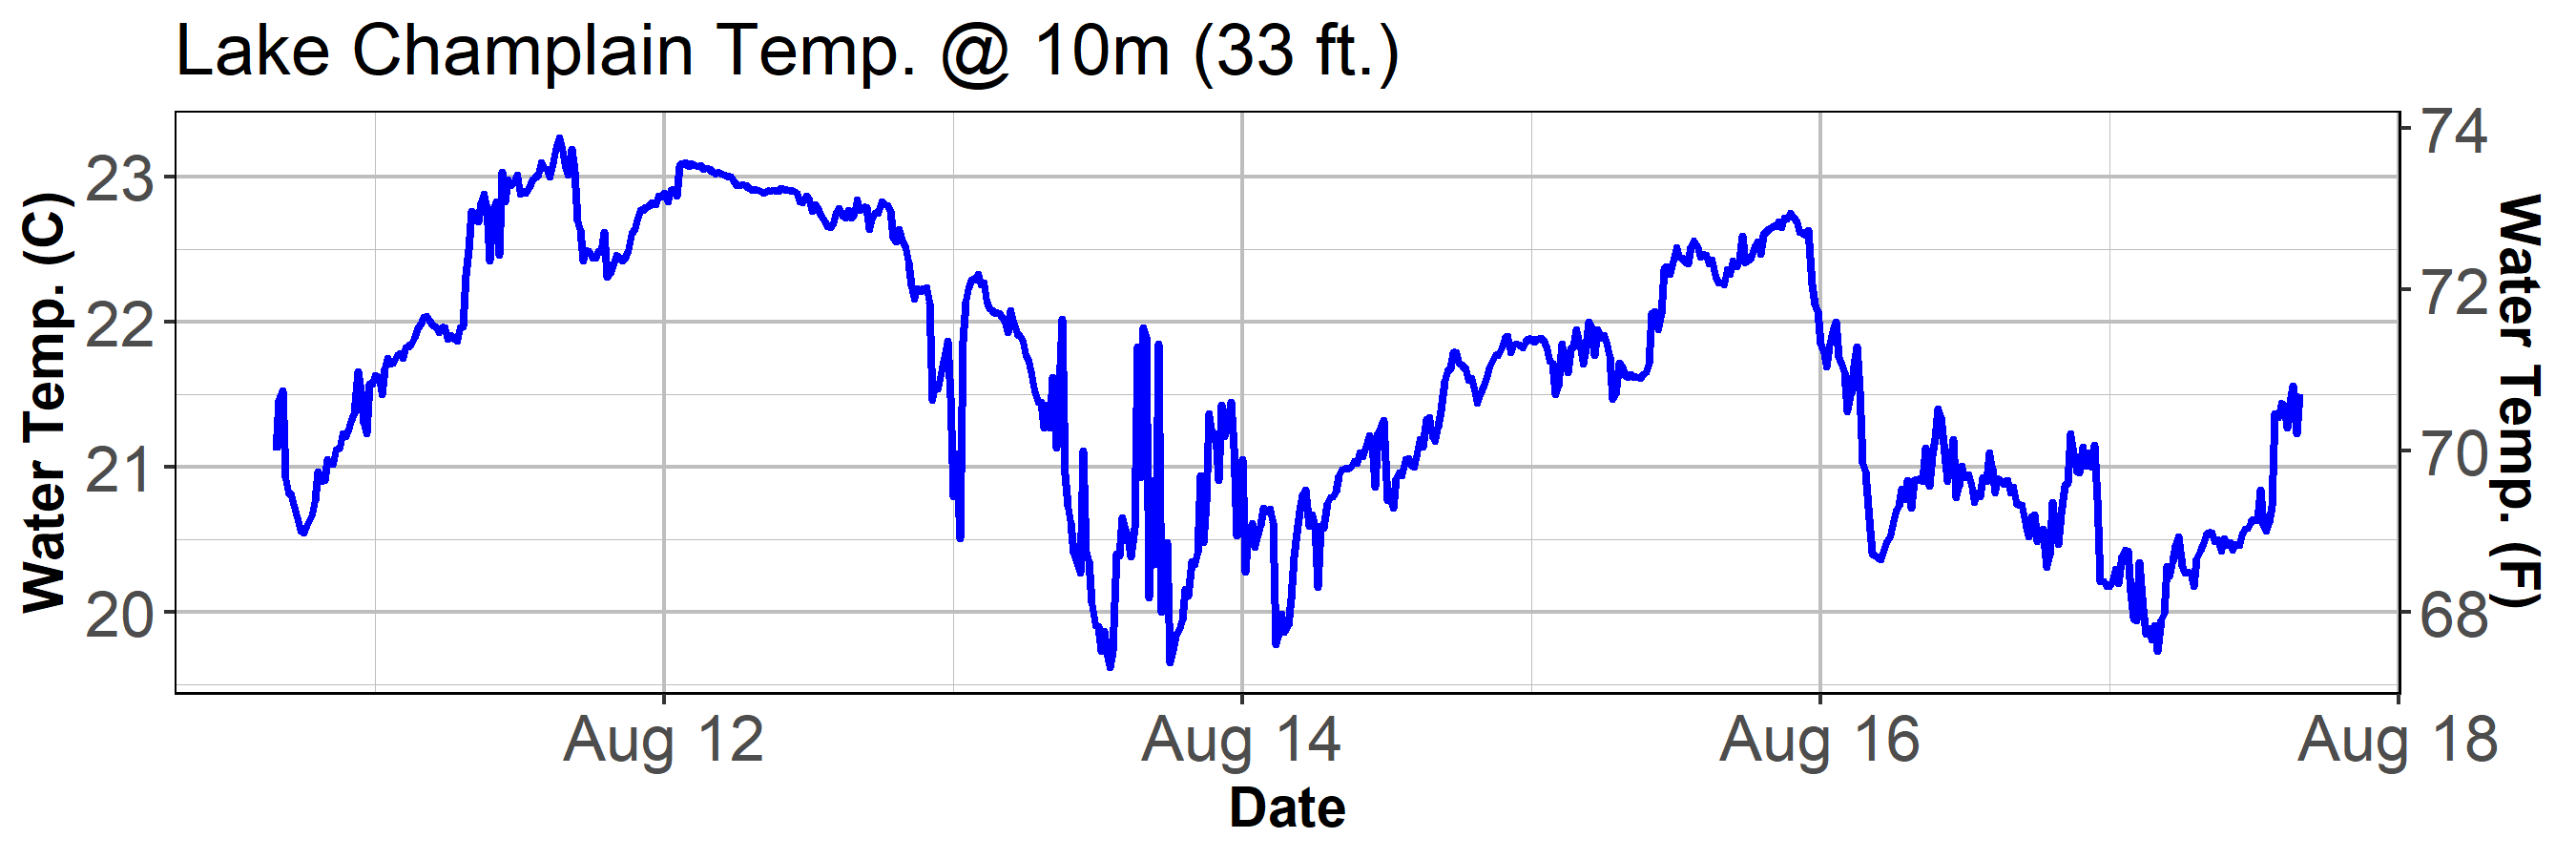 Lake Champlain Temp. @ 10m (33 ft.)
Water Temp. (C)
23
22
21
20
74
72
70
68
Water Temp. (F)
Aug 12 Aug 14 Aug 16 Aug 18
Date